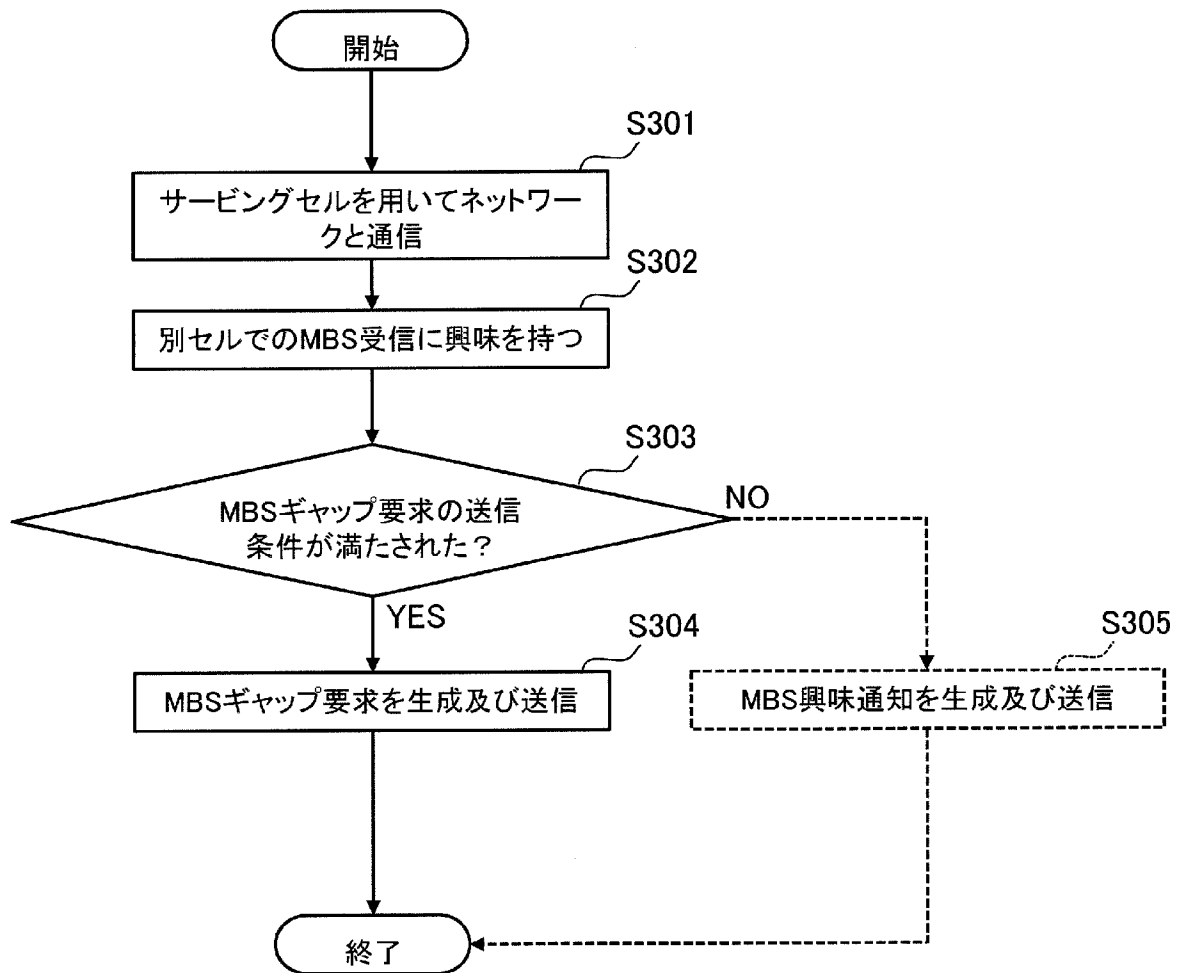 開始
S301
サービングセルを用いてネットワー
クと通信
S302
別セルでのMBS受信に興味を持つ
S303
MBSギャップ要求の送信
条件が満たされた?
NO
YES
S304
MBSギャップ要求を生成及び送信
S305
MBS興味通知を生成及び送信
終了